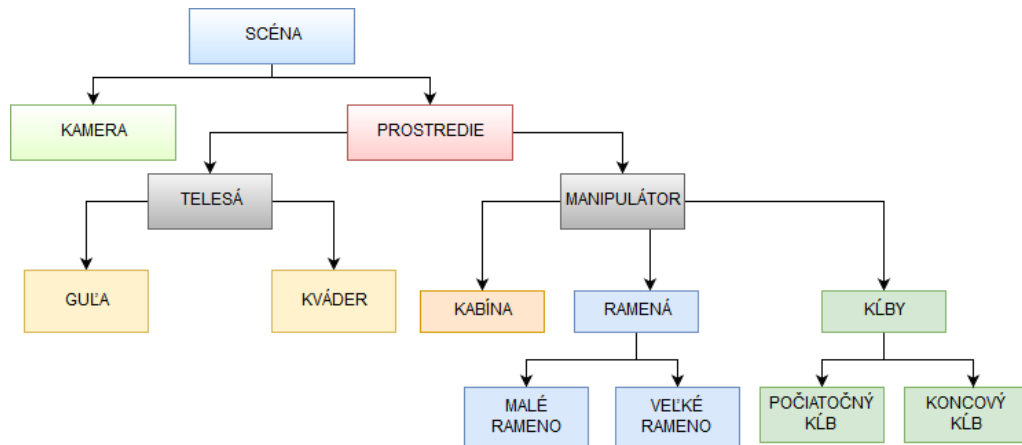 SCÉNA
KAMERA
PROSTREDIE
TELESÁ
MANIPULÁTOR
GUĽA
KVÁDER
KABÍNA
RAMENÁ
KĹBY
MALÉ
RAMENO
VEĽKÉ
RAMENO
POČIATOČNÝ
KĹB
KONCOVÝ
KĹB